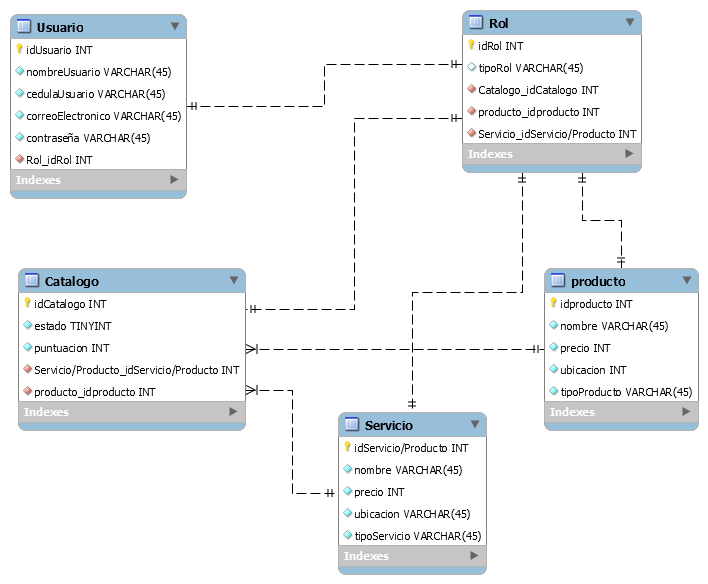 Usuario
idUsuario INT
nombreUsuario VARCHAR(45)
cedulaUsuario VARCHAR(45)
correoElectronico VARCHAR(45)
contraseña VARCHAR(45)
Rol_idRol INT
Indexes
Rol
idRol INT
tipoRol VARCHAR(45)
Catalogo_idCatalogo INT
producto_idproducto INT
Servicio_idServicio/Producto INT
Indexes
Catalogo
idCatalogo INT
estado TINYINT
puntuacion INT
Servicio/Producto_idServicio/Producto INT
producto_idproducto INT
Indexes
producto
idproducto INT
nombre VARCHAR(45)
precio INT
ubicacion INT
tipoProducto VARCHAR(45)
Indexes
Servicio
idServicio/Producto INT
nombre VARCHAR(45)
precio INT
ubicacion VARCHAR(45)
tipoServicio VARCHAR(45)
Indexes